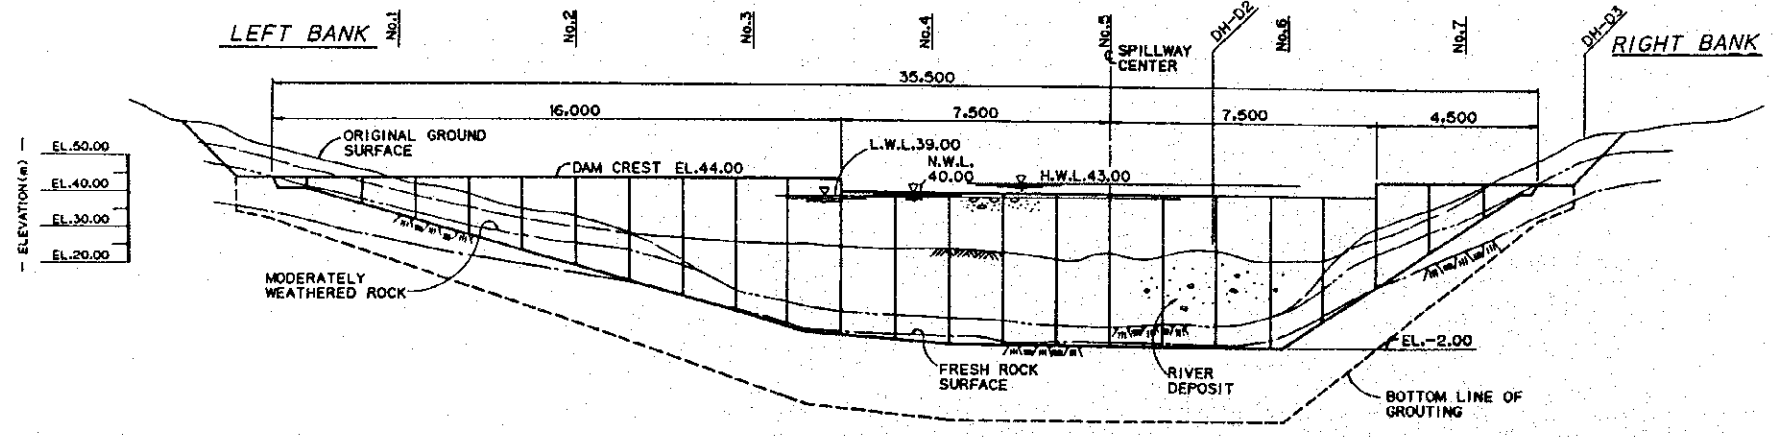 LEFT BANK
No.1
No.2
No.3
No.4
No.5
DH-D2
No.6
No.7
DH-D3
RIGHT BANK
SPILLWAY
CENTER
35.500
16.000
7.500
7.500
4.500
ORIGINAL GROUND
SURFACE
L.W.L.39.00
N.W.L.
40.00
H.W.L.43.00
DAM CREST EL.44.00
ELEVATION(m)
EL.50.00
EL.40.00
EL.30.00
EL.20.00
MODERATELY
WEATHERED ROCK
EL.-2.00
FRESH ROCK
SURFACE
RIVER
DEPOSIT
BOTTOM LINE OF
GROUTING